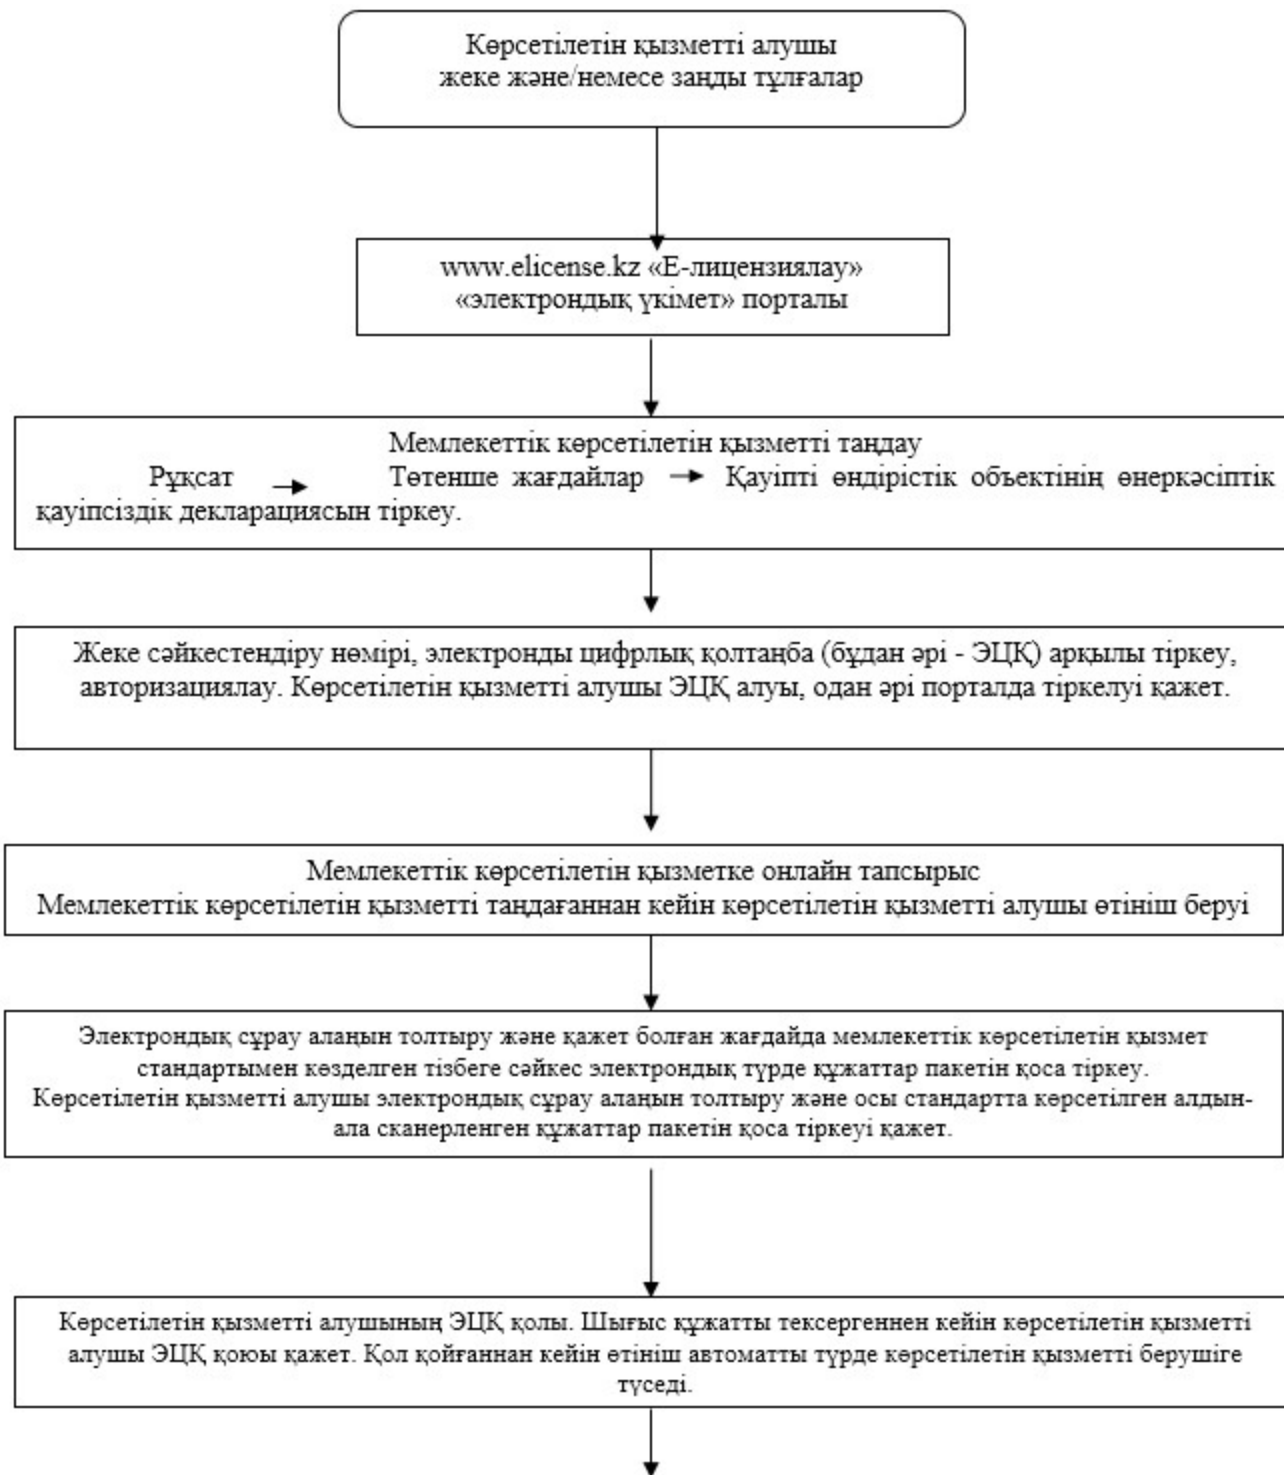 Көрсетілетін қызметті алушы
жеке және/немесе заңды тұлғалар
www.elicense.kz «Е-лицензиялау»
«электрондық үкімет» порталы
Мемлекеттік көрсетілетін қызметті таңдау
Рұқсат → Төтенше жағдайлар → Қауіпті өндірістік объектінің өнеркәсіптік
қауіпсіздік декларациясын тіркеу.
Жеке сәйкестендіру нөмірі, электронды цифрлық қолтаңба (бұдан әрі - ЭЦҚ) арқылы тіркеу,
авторизациялау. Көрсетілетін қызметті алушы ЭЦҚ алуы, одан әрі порталда тіркелуі қажет.
Мемлекеттік көрсетілетін қызметке онлайн тапсырыс
Мемлекеттік көрсетілетін қызметті таңдағаннан кейін көрсетілетін қызметті алушы өтініш беруі
Электрондық сұрау алаңын толтыру және қажет болған жағдайда мемлекеттік көрсетілетін қызмет
стандартымен көзделген тізбеге сәйкес электрондық түрде құжаттар пакетін қоса тіркеу.
Көрсетілетін қызметті алушы электрондық сұрау алаңын толтыру және осы стандартта көрсетілген алдын-
ала сканерленген құжаттар пакетін қоса тіркеуі қажет.
Көрсетілетін қызметті алушының ЭЦҚ қолы. Шығыс құжатты тексергеннен кейін көрсетілетін қызметті
алушы ЭЦҚ қоюы қажет. Қол қойғаннан кейін өтініш автоматты түрде көрсетілетін қызметті берушіге
түседі.